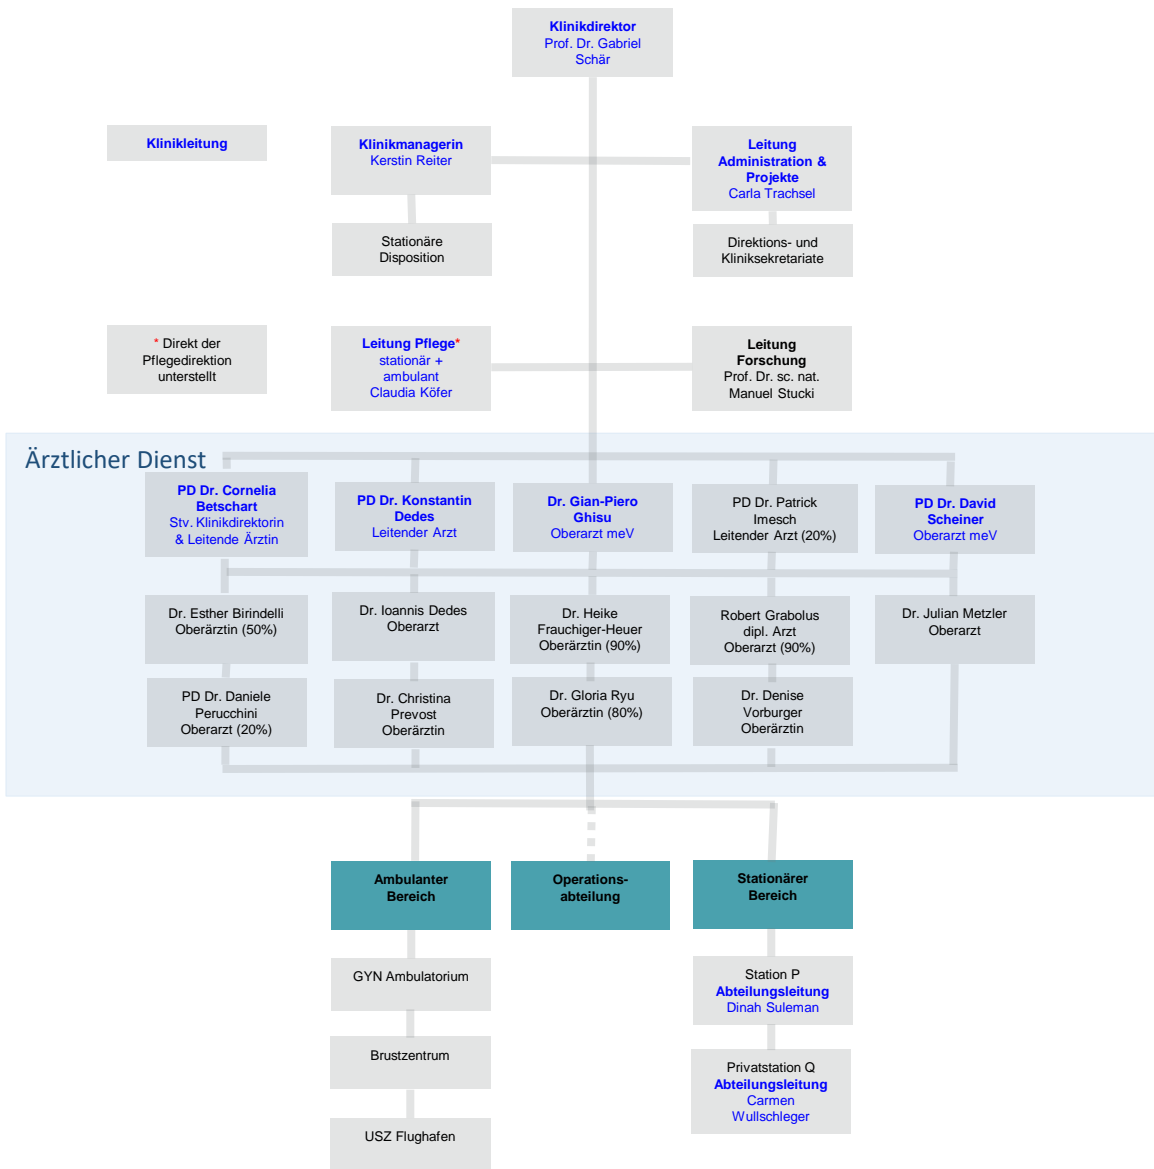 Klinikdirektor
Prof. Dr. Gabriel
Schär
Klinikleitung
Klinikmanagerin
Kerstin Reiter
Leitung
Administration &
Projekte
Carla Trachsel
Stationäre
Disposition
Direktions- und
Kliniksekretariate
* Direkt der
Pflegedirektion
unterstellt
Leitung Pflege*
stationär +
ambulant
Claudia Köfer
Leitung
Forschung
Prof. Dr. sc. nat.
Manuel Stucki
Ärztlicher Dienst
PD Dr. Cornelia
Betschart
Stv. Klinikdirektorin
& Leitende Ärztin
PD Dr. Konstantin
Dedes
Leitender Arzt
Dr. Gian-Piero
Ghisu
Oberarzt meV
PD Dr. Patrick
Imesch
Leitender Arzt (20%)
PD Dr. David
Scheiner
Oberarzt meV
Dr. Esther Birindelli
Oberärztin (50%)
Dr. Ioannis Dedes
Oberarzt
Dr. Heike
Frauchiger-Heuer
Oberärztin (90%)
Robert Grabolus
dipl. Arzt
Oberarzt (90%)
Dr. Julian Metzler
Oberarzt
PD Dr. Daniele
Perucchini
Oberarzt (20%)
Dr. Christina
Prevost
Oberärztin
Dr. Gloria Ryu
Oberärztin (80%)
Dr. Denise
Vorburger
Oberärztin
Ambulanter
Bereich
Operations-
abteilung
Stationärer
Bereich
GYN Ambulatorium
Station P
Abteilungsleitung
Dinah Suleman
Brustzentrum
Privatstation Q
Abteilungsleitung
Carmen
Wullschleger
USZ Flughafen